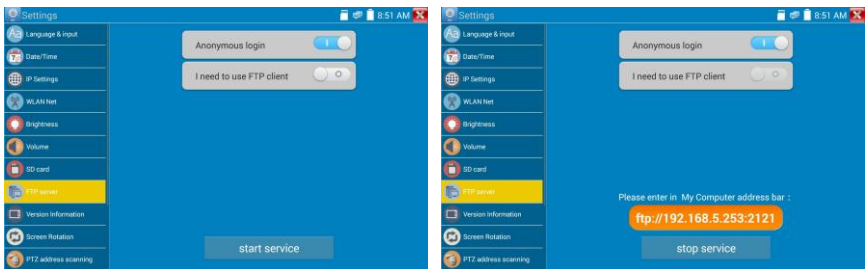 Settings
8:51 AM
Language & input
Date/Time
IP Settings
WLAN Net
Brightness
Volume
SD card
FTP server
Version Information
Screen Rotation
PTZ address scanning
Anonymous login
I need to use FTP client
start service
Settings
8:51 AM
Language & input
Date/Time
IP Settings
WLAN Net
Brightness
Volume
SD card
FTP server
Version Information
Screen Rotation
PTZ address scanning
Anonymous login
I need to use FTP client
Please enter in My Computer address bar :
ftp://192.168.5.253:2121
stop service